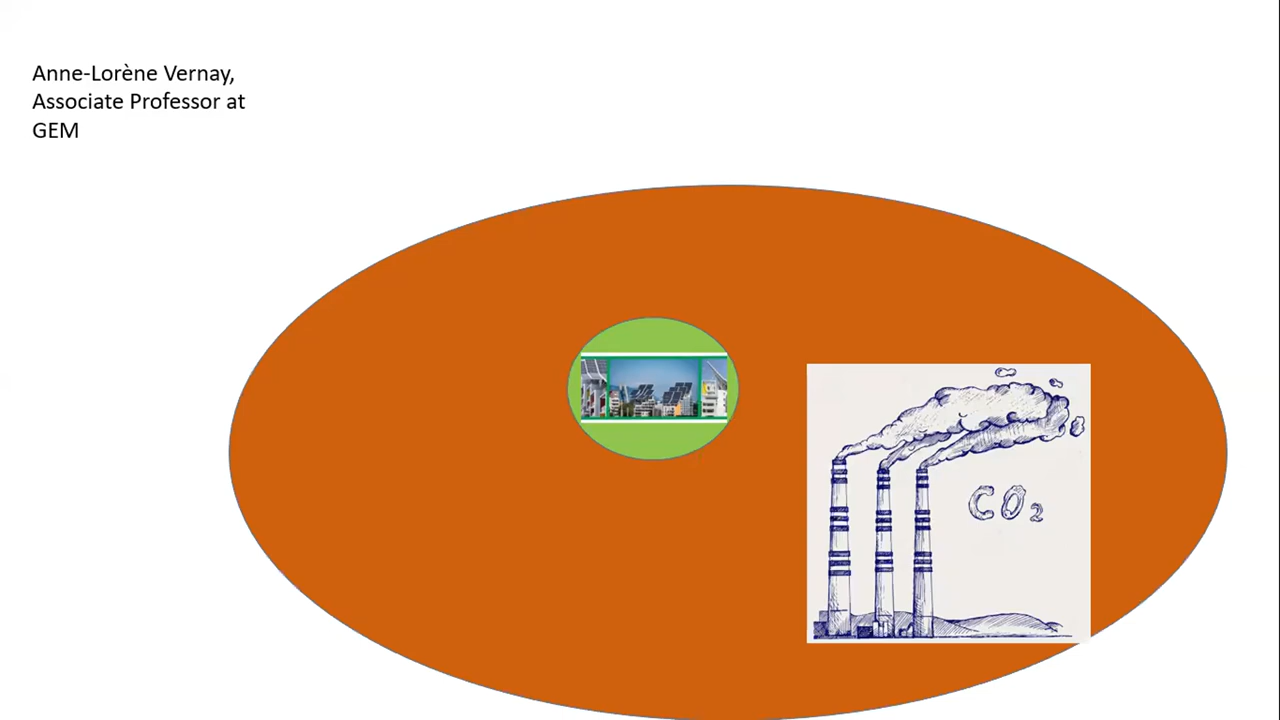 Anne-Lorène Vernay,
Associate Professor at
GEM
CO₂